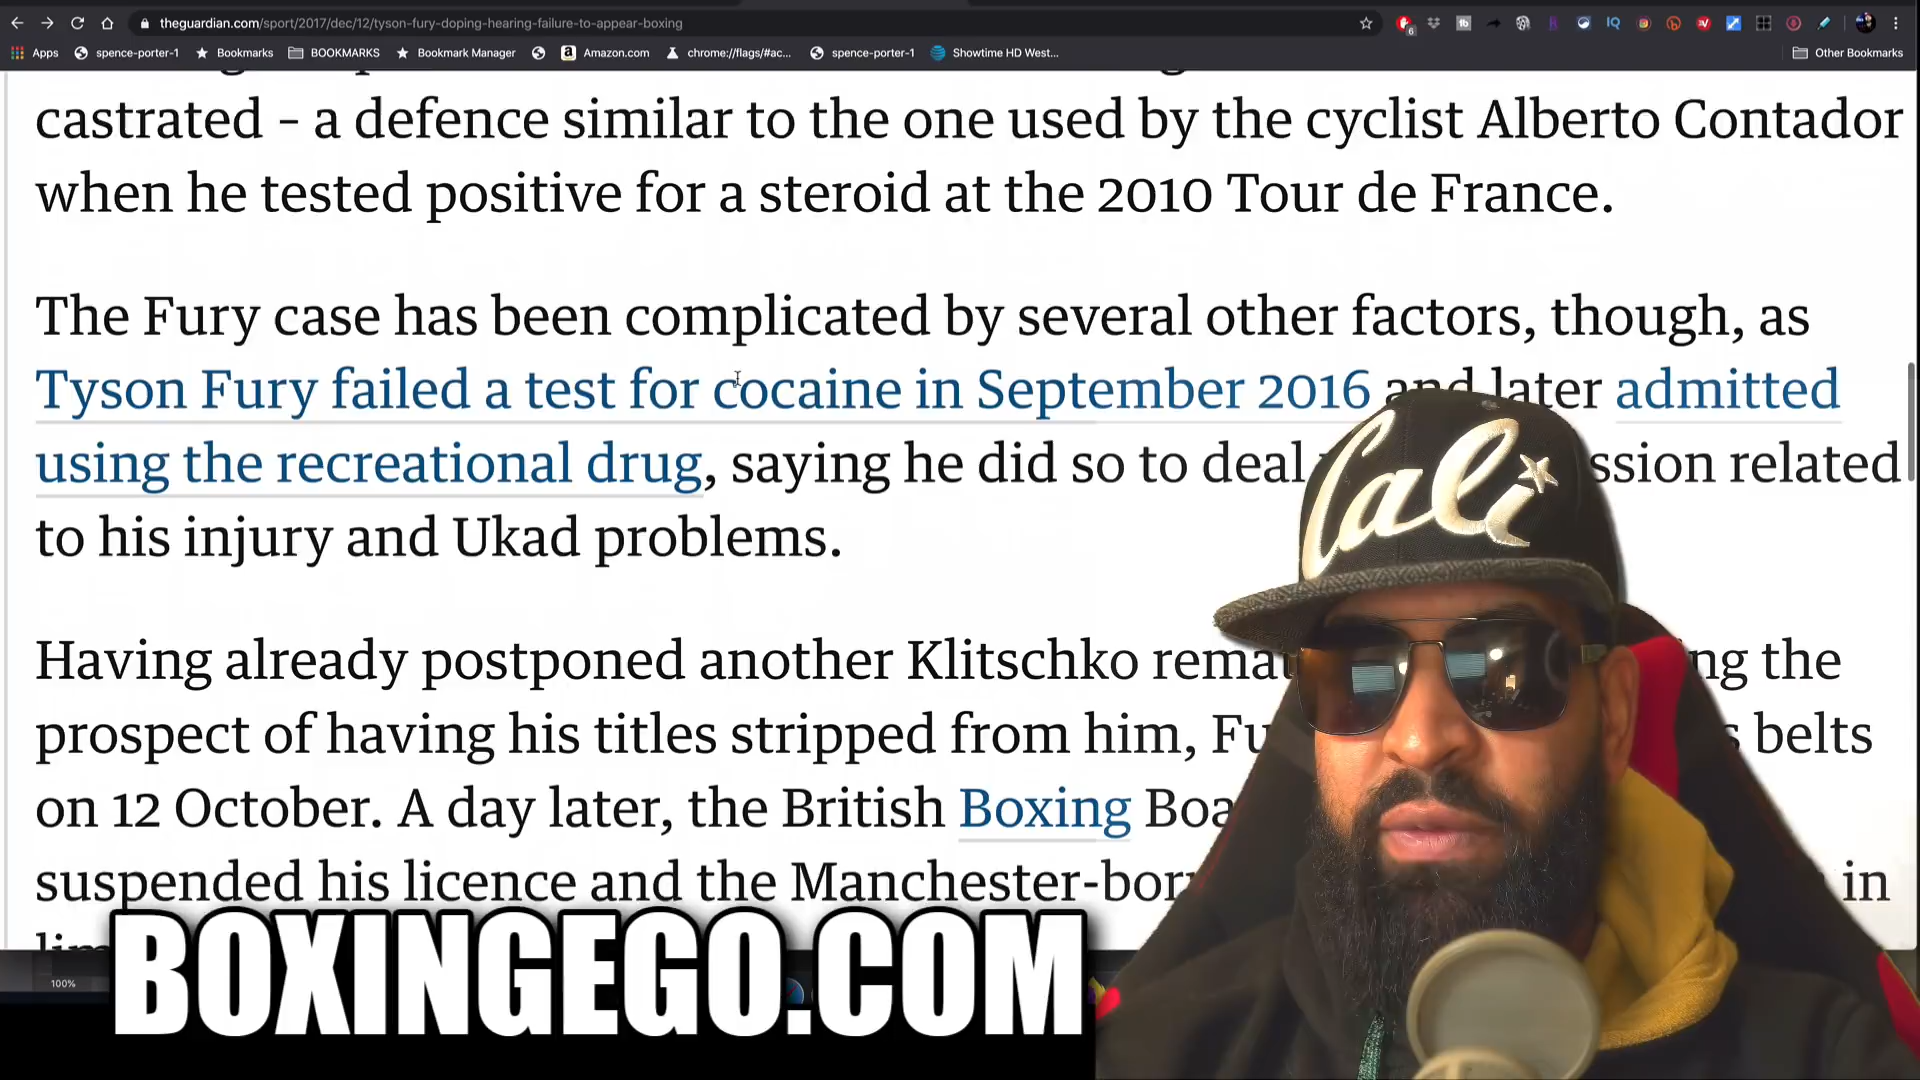 theguardian.com/sport/2017/dec/12/tyson-fury-doping-hearing-failure-to-appear-boxing
Apps spence-porter-1 Bookmarks BOOKMARKS Bookmark Manager Amazon.com chrome://flags/#ac... spence-porter-1 Showtime HD West... Other Bookmarks
castrated – a defence similar to the one used by the cyclist Alberto Contador
when he tested positive for a steroid at the 2010 Tour de France.
The Fury case has been complicated by several other factors, though, as
Tyson Fury failed a test for cocaine in September 2016 and later admitted
using the recreational drug, saying he did so to deal ssion related
to his injury and Ukad problems.
Having already postponed another Klitschko remat ng the
prospect of having his titles stripped from him, Fu s belts
on 12 October. A day later, the British Boxing Boa
suspended his licence and the Manchester-bor in
Cali
100%
BOXINGEGO.COM